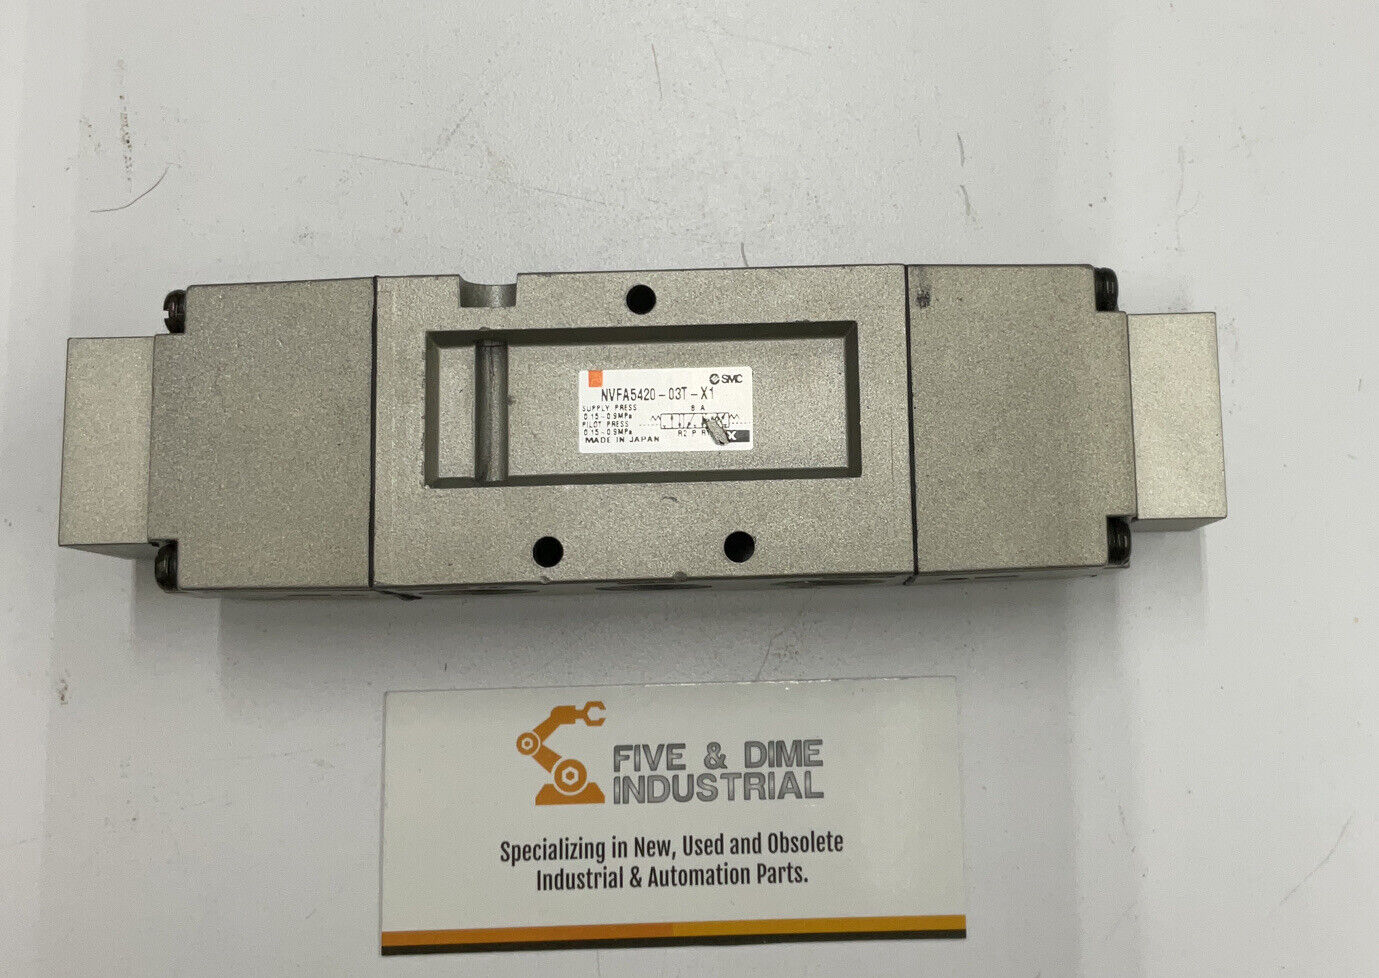 SMC
NVFA5420-03T-X1
SUPPLY PRESS
0.15-0.9MPa
PILOT PRESS
0.15-0.9MPa
MADE IN JAPAN
B A
R2 P
X
FIVE & DIME
INDUSTRIAL
Specializing in New, Used and Obsolete
Industrial & Automation Parts.